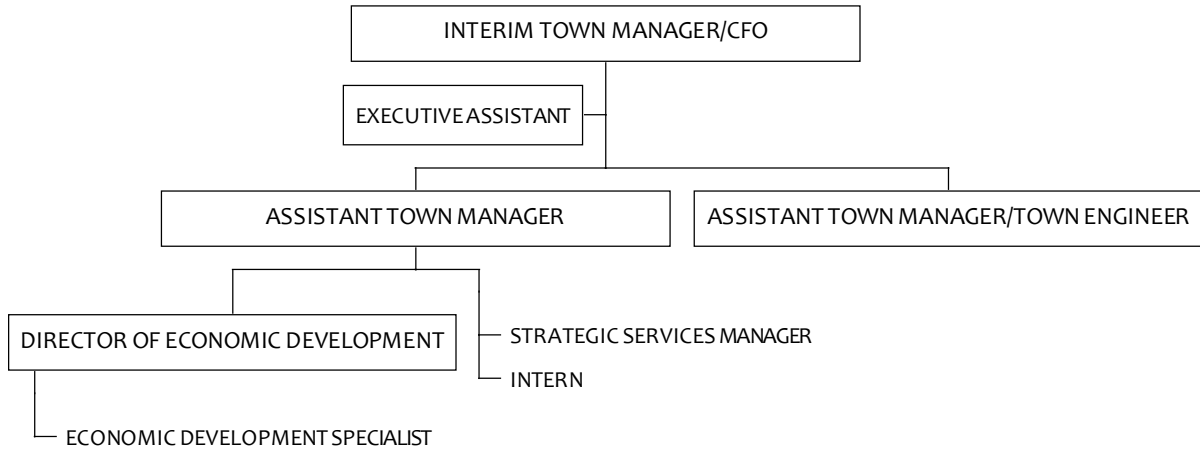 INTERIM TOWN MANAGER/CFO
EXECUTIVE ASSISTANT
ASSISTANT TOWN MANAGER
ASSISTANT TOWN MANAGER/TOWN ENGINEER
DIRECTOR OF ECONOMIC DEVELOPMENT
STRATEGIC SERVICES MANAGER
INTERN
ECONOMIC DEVELOPMENT SPECIALIST